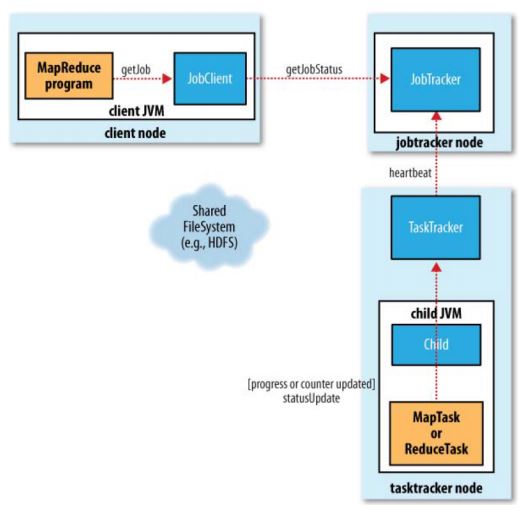 MapReduce
program
getJob
JobClient
client JVM
client node
getJobStatus
JobTracker
jobtracker node
heartbeat
Shared
FileSystem
(e.g., HDFS)
TaskTracker
child JVM
Child
[progress or counter updated]
statusUpdate
MapTask
or
ReduceTask
tasktracker node